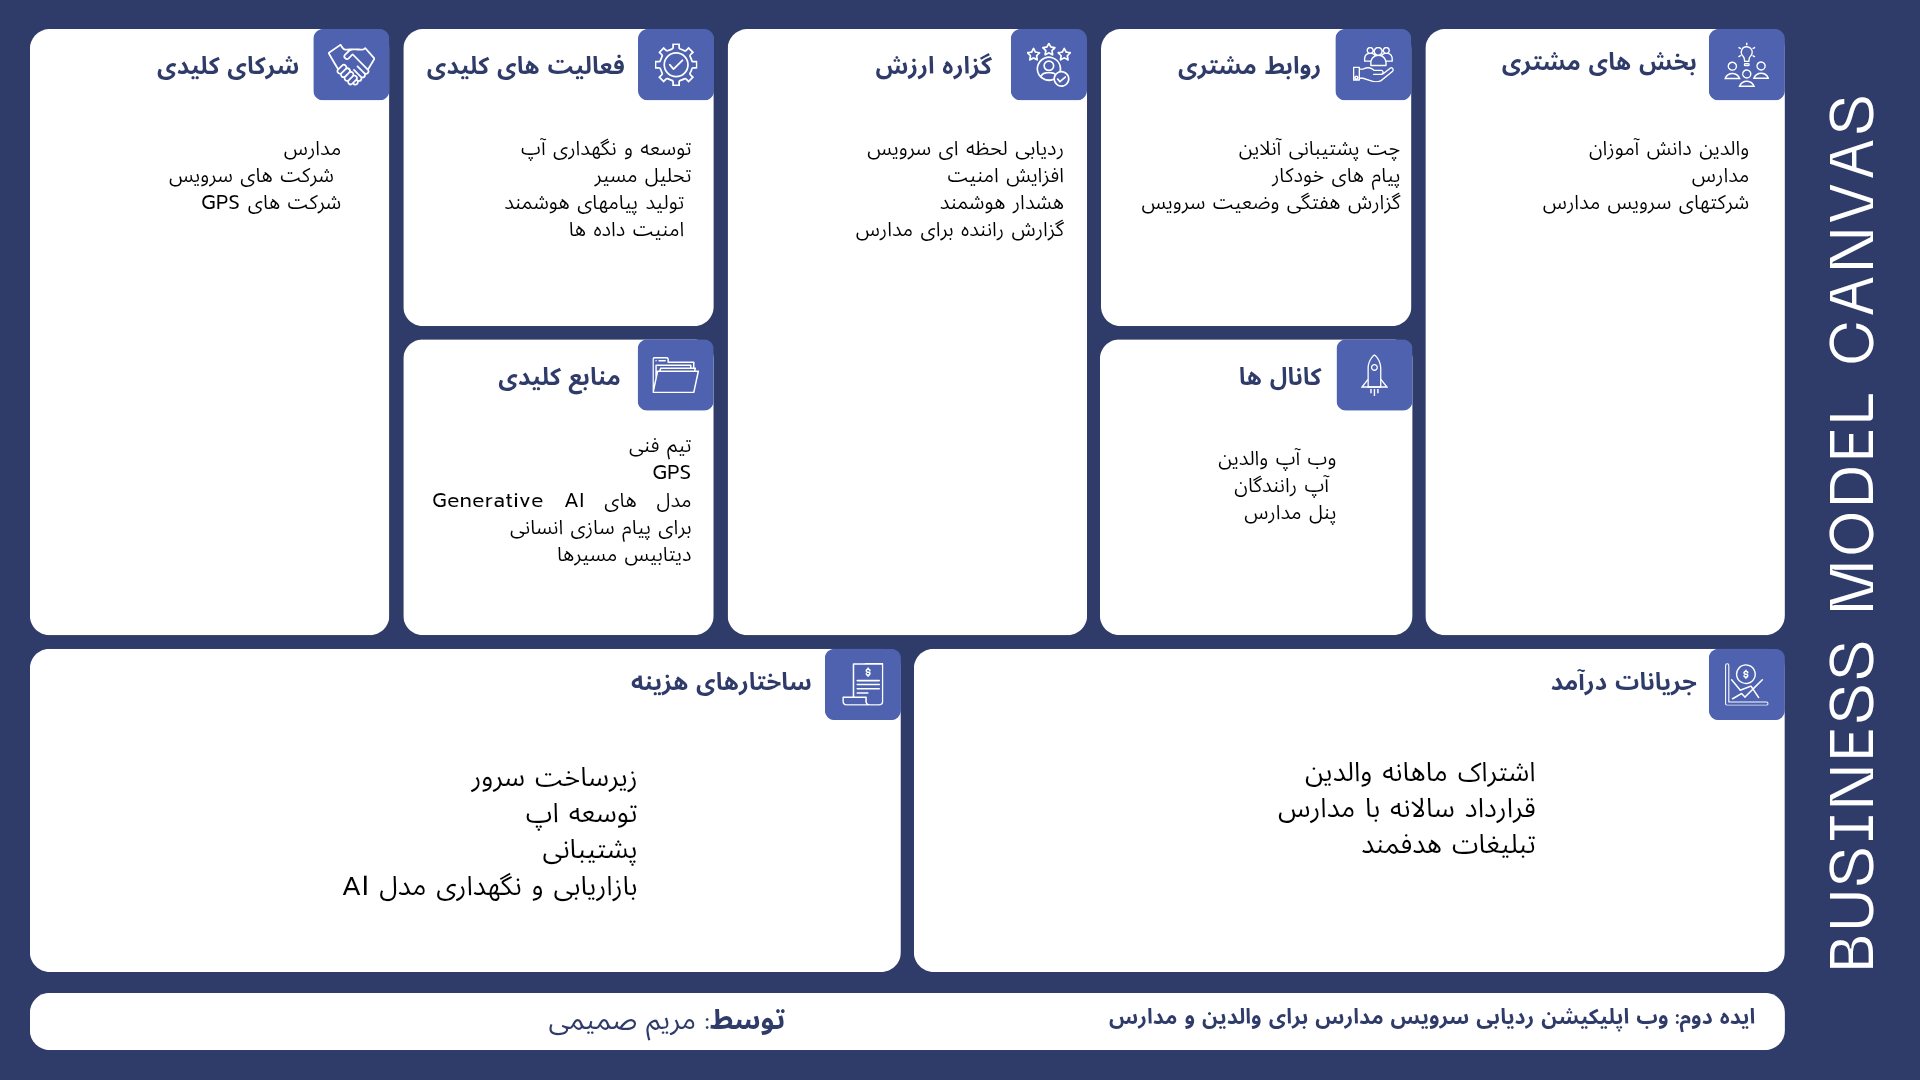 BUSINESS MODEL CANVAS
بخش های مشتری
والدین دانش آموزان
مدارس
شرکتهای سرویس مدارس
روابط مشتری
چت پشتیبانی آنلاین
پیام های خودکار
گزارش هفتگی وضعیت سرویس
کانال ها
وب آپ والدین
آپ رانندگان
پنل مدارس
گزاره ارزش
ردیابی لحظه ای سرویس
افزایش امنیت
هشدار هوشمند
گزارش راننده برای مدارس
فعالیت های کلیدی
توسعه و نگهداری آپ
تحلیل مسیر
تولید پیامهای هوشمند
امنیت داده ها
منابع کلیدی
تیم فنی
GPS
مدل های Generative AI
برای پیام سازی انسانی
دیتابیس مسیرها
شرکای کلیدی
مدارس
شرکت های سرویس
شرکت های GPS
جریانات درآمد
اشتراک ماهانه والدین
قرارداد سالانه با مدارس
تبلیغات هدفمند
ساختارهای هزینه
زیرساخت سرور
توسعه اپ
پشتیبانی
بازاریابی و نگهداری مدل AI
ایده دوم: وب اپلیکیشن ردیابی سرویس مدارس برای والدین و مدارس
توسط: مریم صمیمی